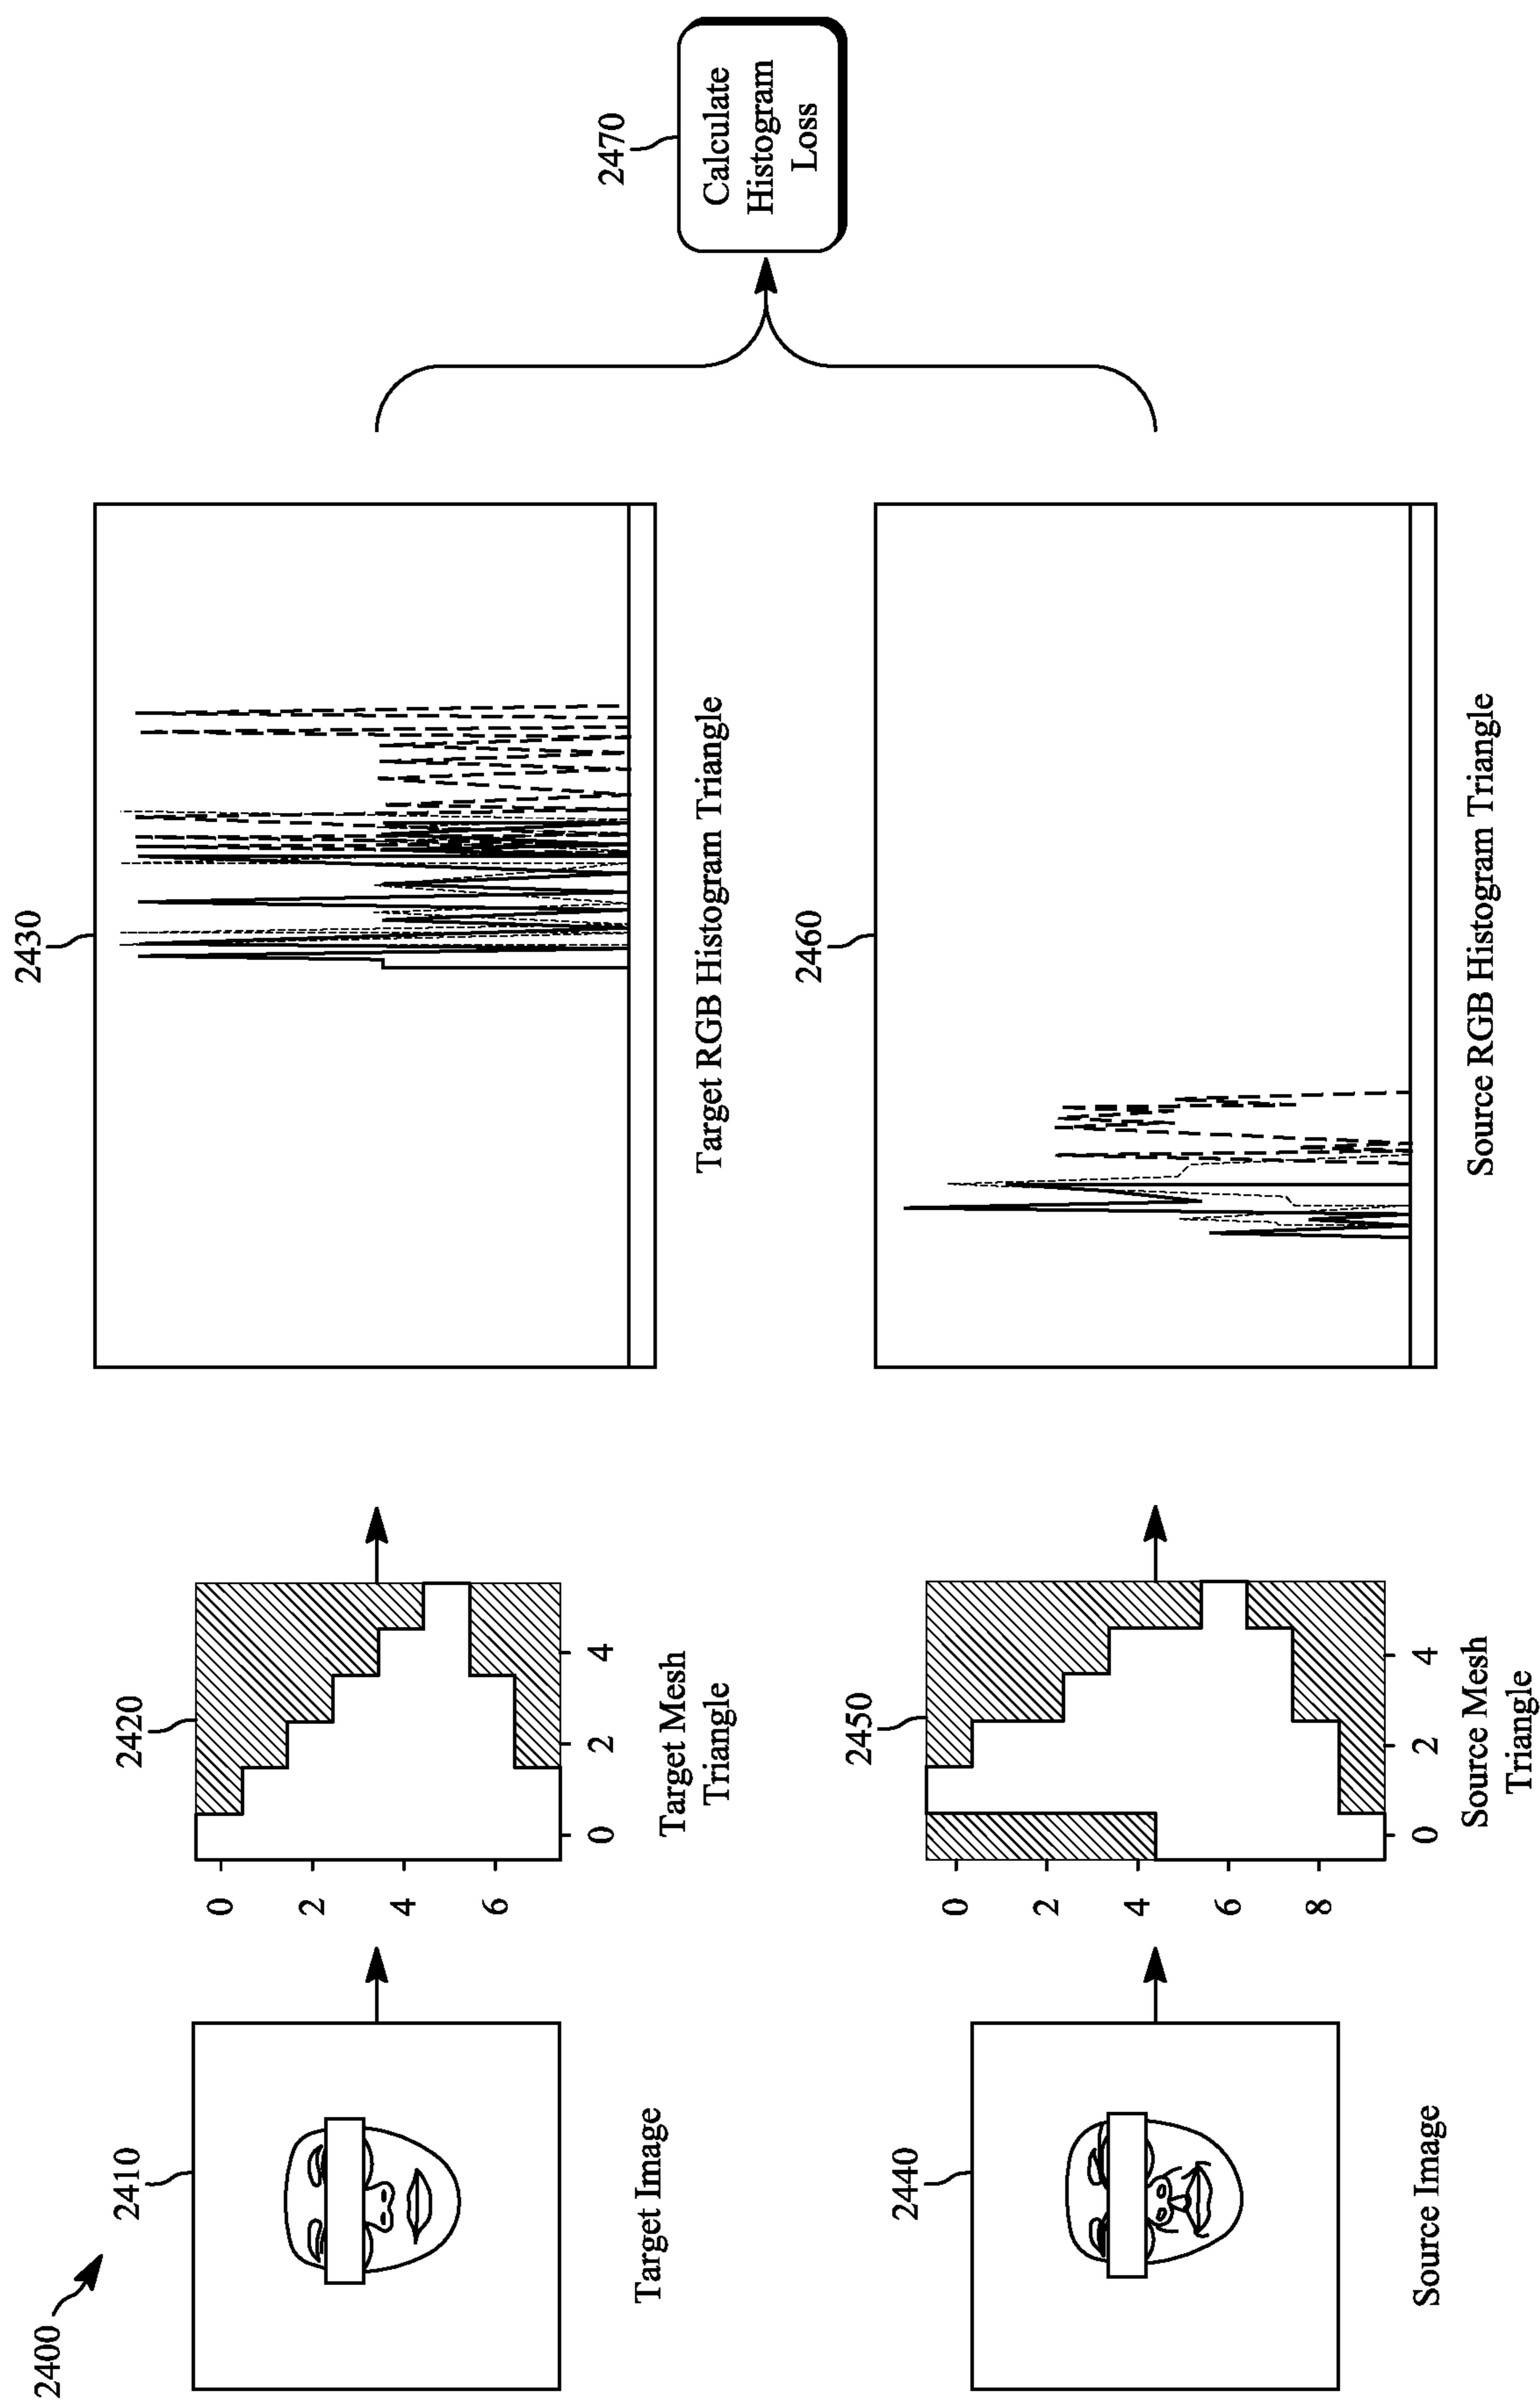 2400
2410
Target Image
2420
0
2
4
6
0
2
4
Target Mesh
Triangle
2430
Target RGB Histogram Triangle
2440
Source Image
2450
0
2
4
6
8
0
2
4
Source Mesh
Triangle
2460
Source RGB Histogram Triangle
2470
Calculate
Histogram
Loss